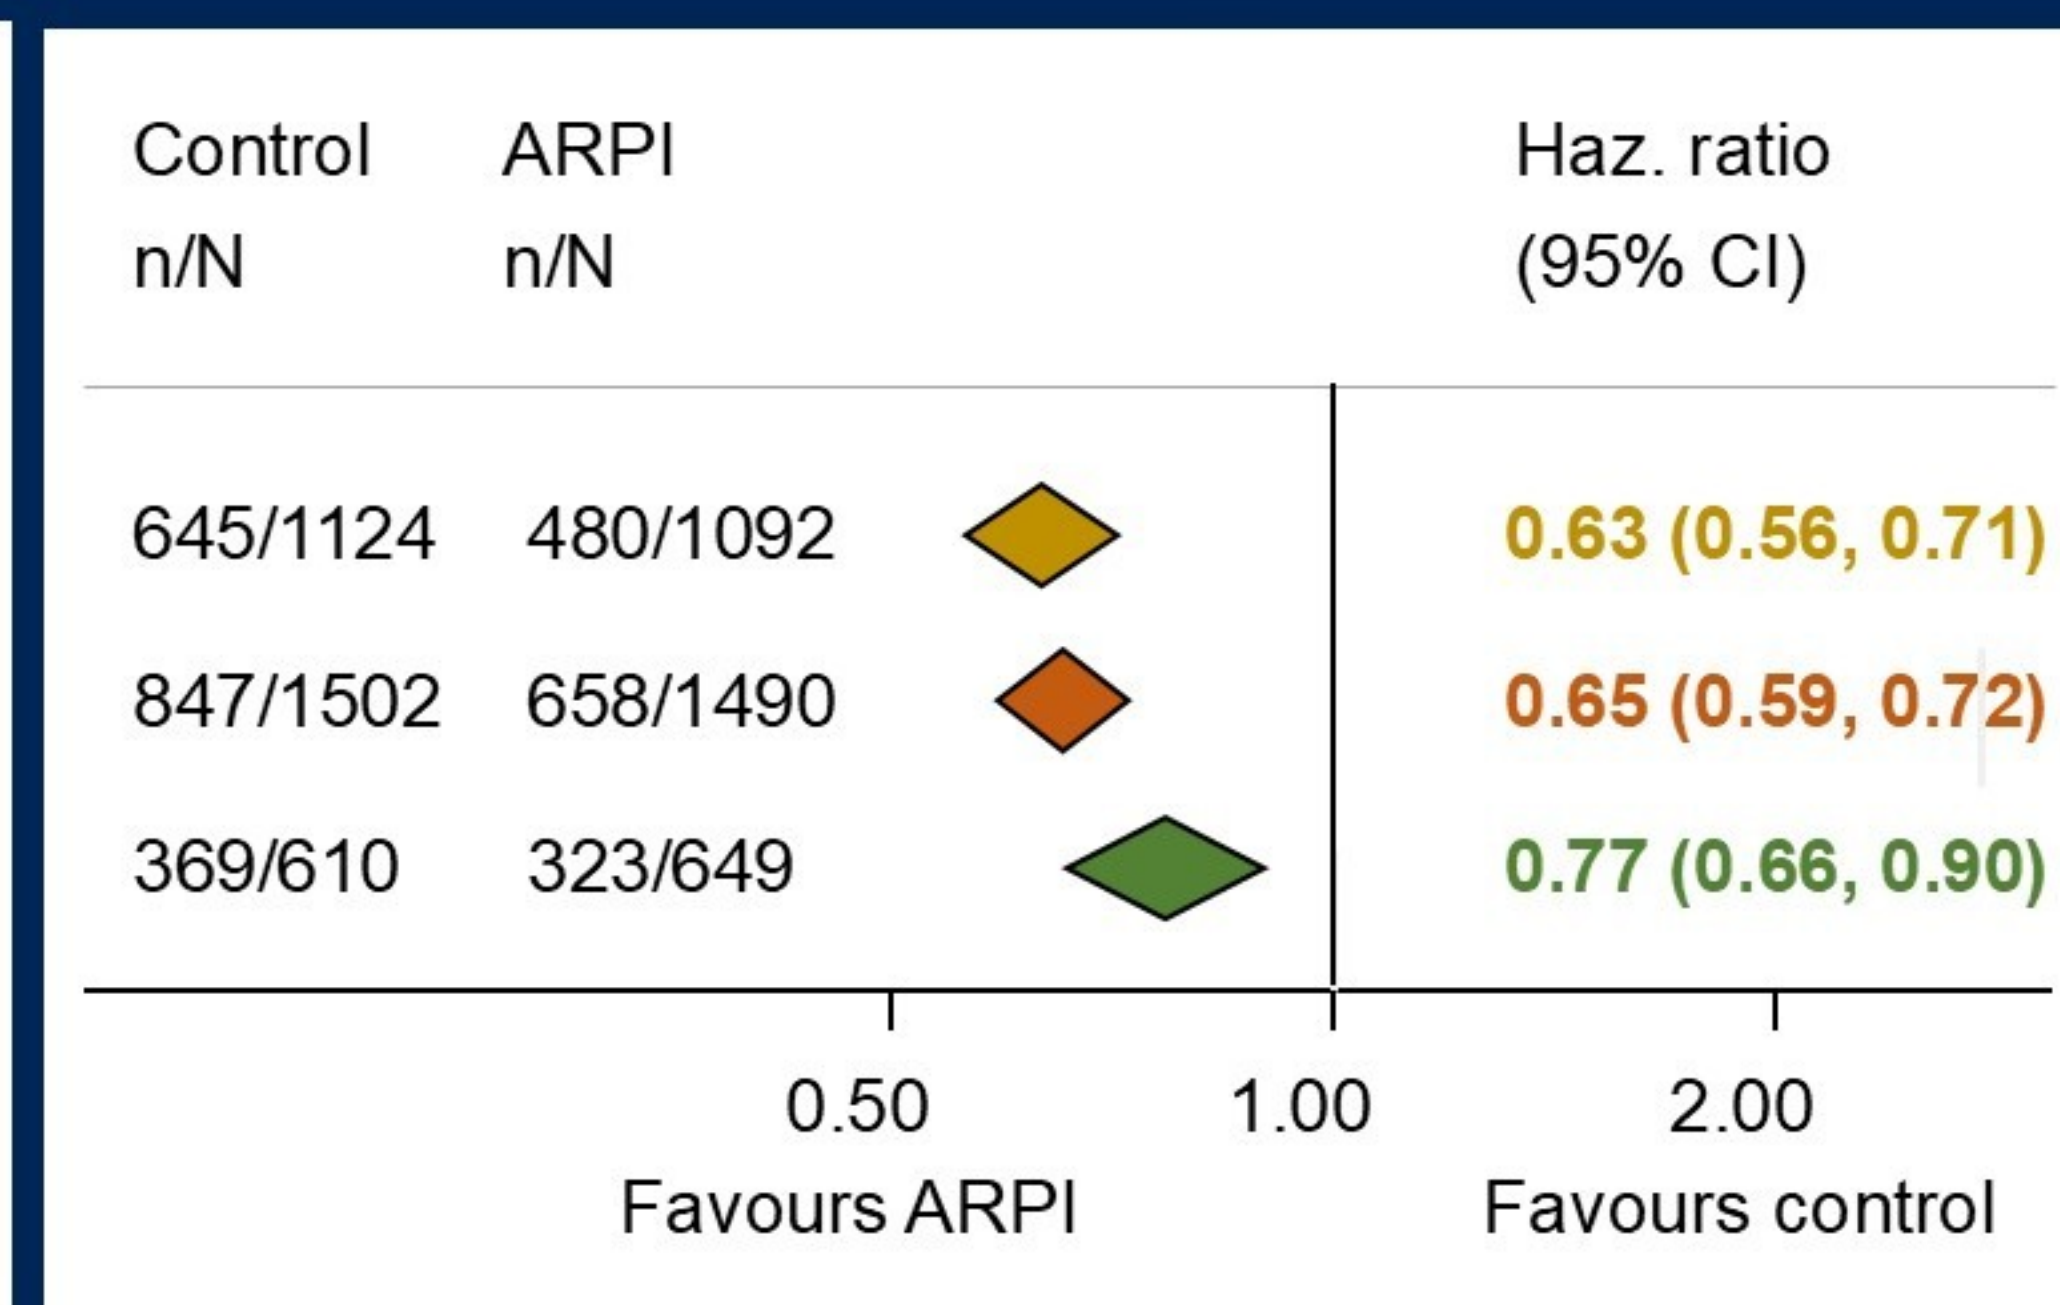 Control ARPI Haz. ratio
n/N n/N (95% CI)
645/1124 480/1092 0.63 (0.56, 0.71)
847/1502 658/1490 0.65 (0.59, 0.72)
369/610 323/649 0.77 (0.66, 0.90)
0.50 1.00 2.00
Favours ARPI Favours control